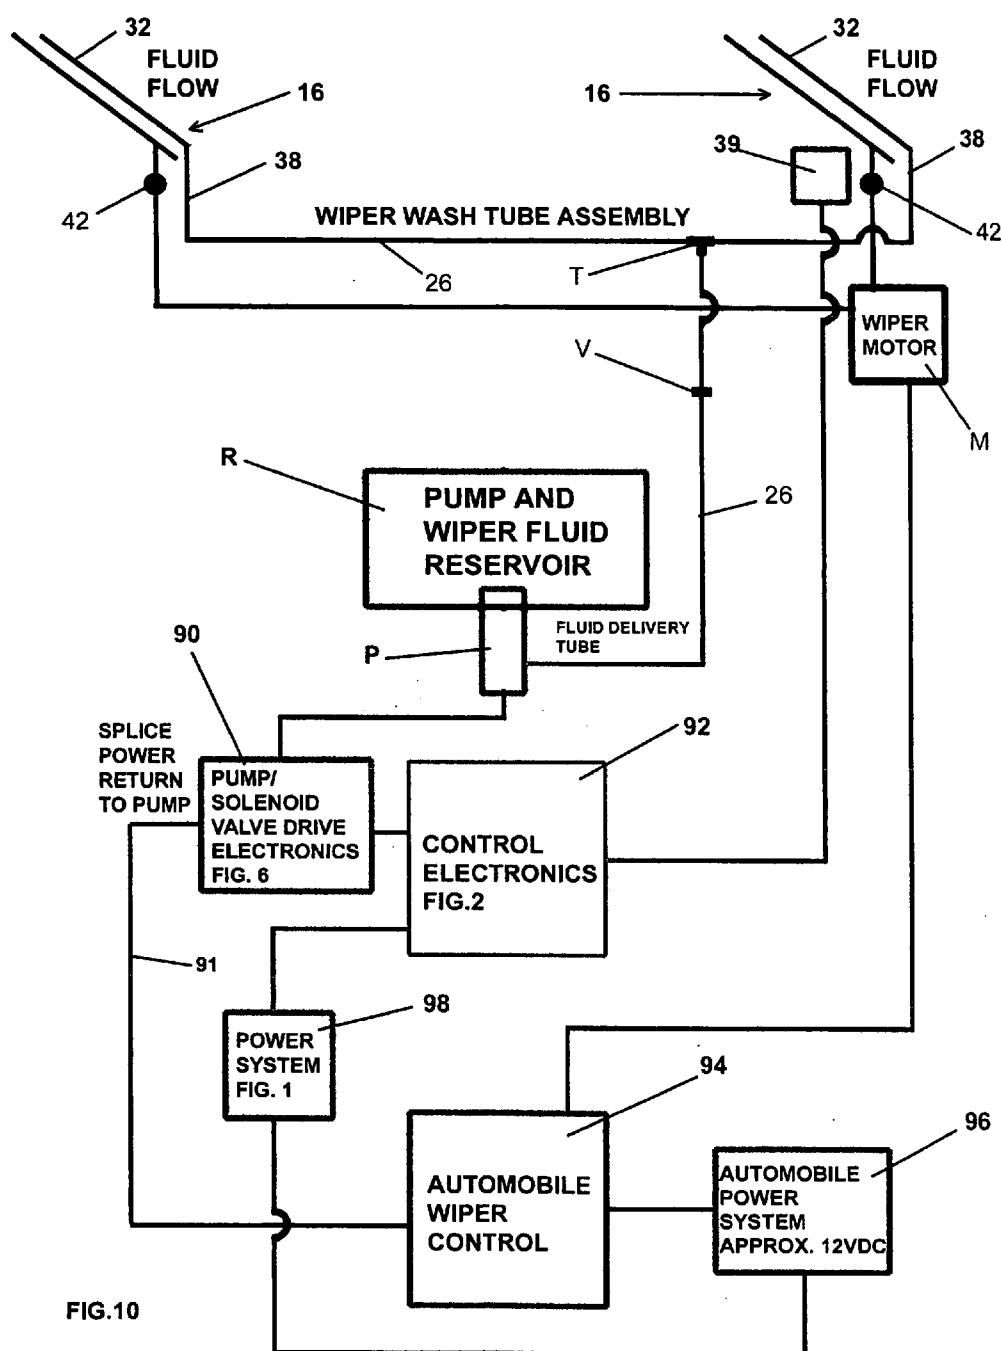 32
FLUID
FLOW
16
38
42
WIPER WASH TUBE ASSEMBLY
26
T
32
FLUID
FLOW
16
39
38
42
WIPER
MOTOR
M
V
R
PUMP AND
WIPER FLUID
RESERVOIR
26
P
FLUID DELIVERY
TUBE
90
92
SPLICE
POWER
RETURN
TO PUMP
PUMP/
SOLENOID
VALVE DRIVE
ELECTRONICS
FIG. 6
CONTROL
ELECTRONICS
FIG.2
91
98
POWER
SYSTEM
FIG. 1
94
AUTOMOBILE
WIPER
CONTROL
96
AUTOMOBILE
POWER
SYSTEM
APPROX. 12VDC
FIG.10